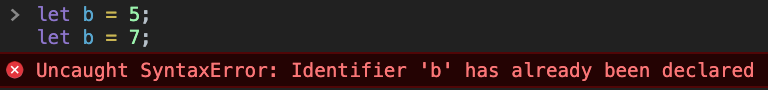 > let b = 5;
let b = 7;
Uncaught SyntaxError: Identifier 'b' has already been declared